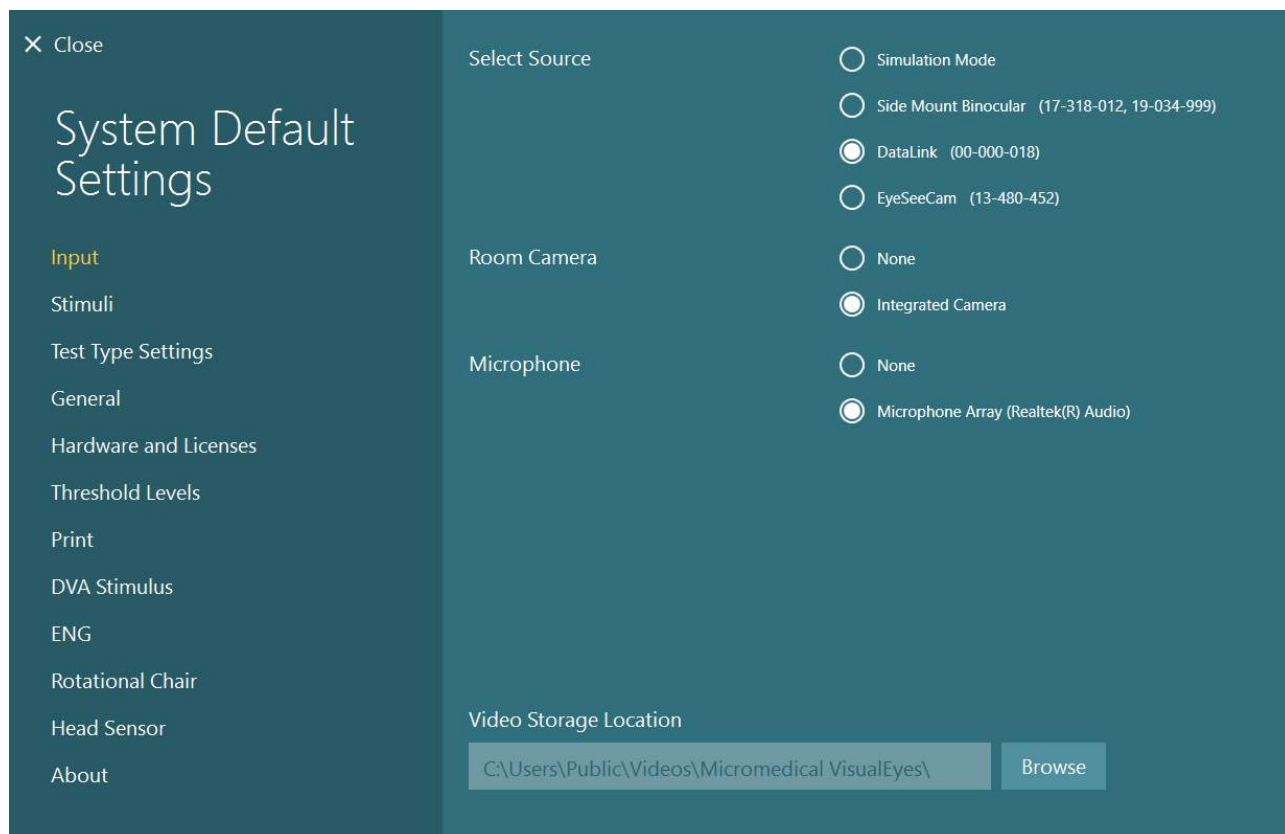 Close
System Default
Settings
Input
Stimuli
Test Type Settings
General
Hardware and Licenses
Threshold Levels
Print
DVA Stimulus
ENG
Rotational Chair
Head Sensor
About
Select Source
Simulation Mode
Side Mount Binocular (17-318-012, 19-034-999)
DataLink (00-000-018)
EyeSeeCam (13-480-452)
Room Camera
None
Integrated Camera
Microphone
None
Microphone Array (Realtek(R) Audio)
Video Storage Location
C:\Users\Public\Videos\Micromedical VisualEyes\
Browse